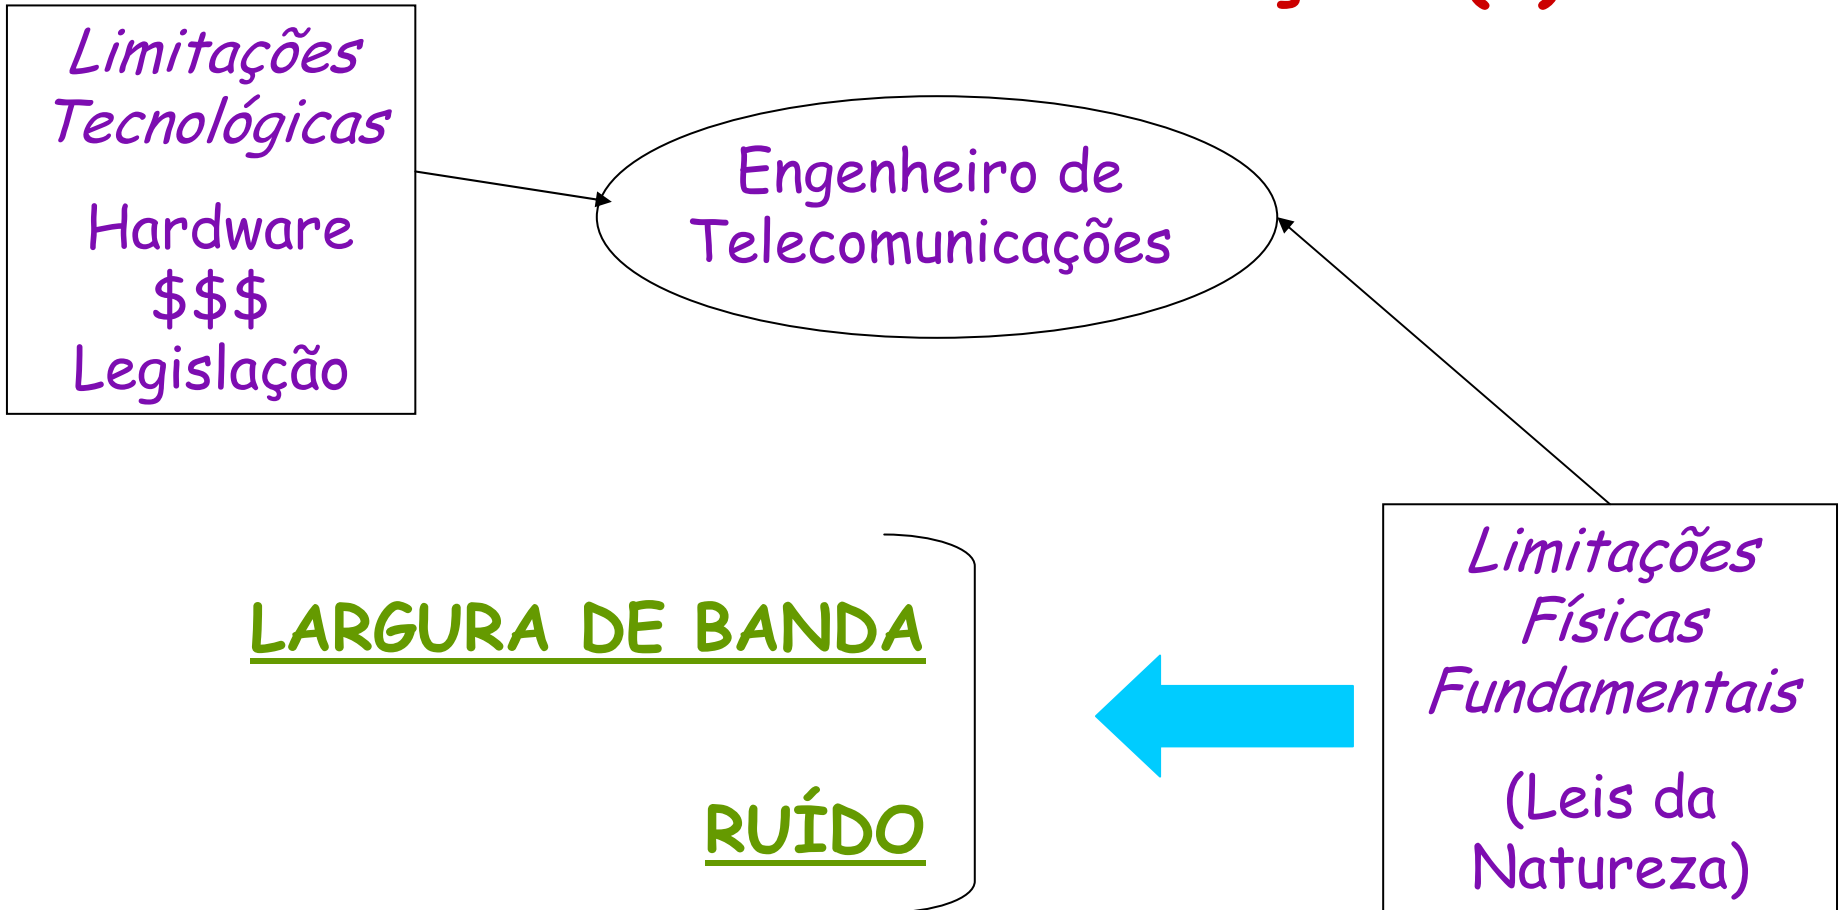 Limitações
Tecnológicas
Hardware
$$$
Legislação
Engenheiro de
Telecomunicações
LARGURA DE BANDA
RUÍDO
Limitações
Físicas
Fundamentais
(Leis da
Natureza)